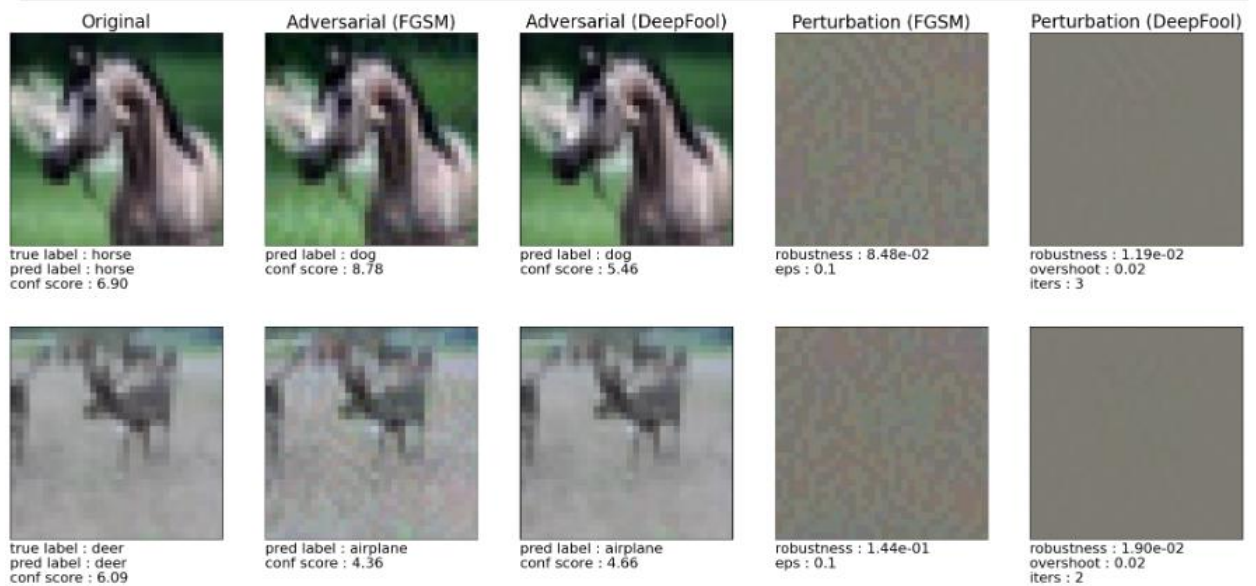 Original
Adversarial (FGSM)
Adversarial (DeepFool)
Perturbation (FGSM)
Perturbation (DeepFool)
true label : horse
pred label : horse
conf score : 6.90
pred label : dog
conf score : 8.78
pred label : dog
conf score : 5.46
robustness : 8.48e-02
eps : 0.1
robustness : 1.19e-02
overshoot : 0.02
iters : 3
true label : deer
pred label : deer
conf score : 6.09
pred label : airplane
conf score : 4.36
pred label : airplane
conf score : 4.66
robustness : 1.44e-01
eps : 0.1
robustness : 1.90e-02
overshoot : 0.02
iters : 2